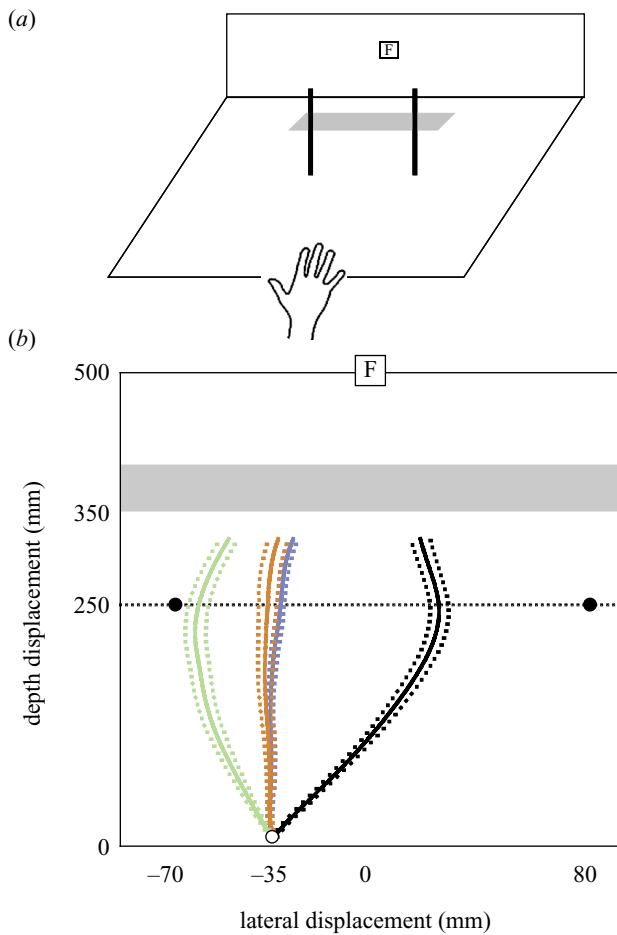 (a)
F
(b)
F
500
350
250
0
depth displacement (mm)
–70 –35 0 80
lateral displacement (mm)